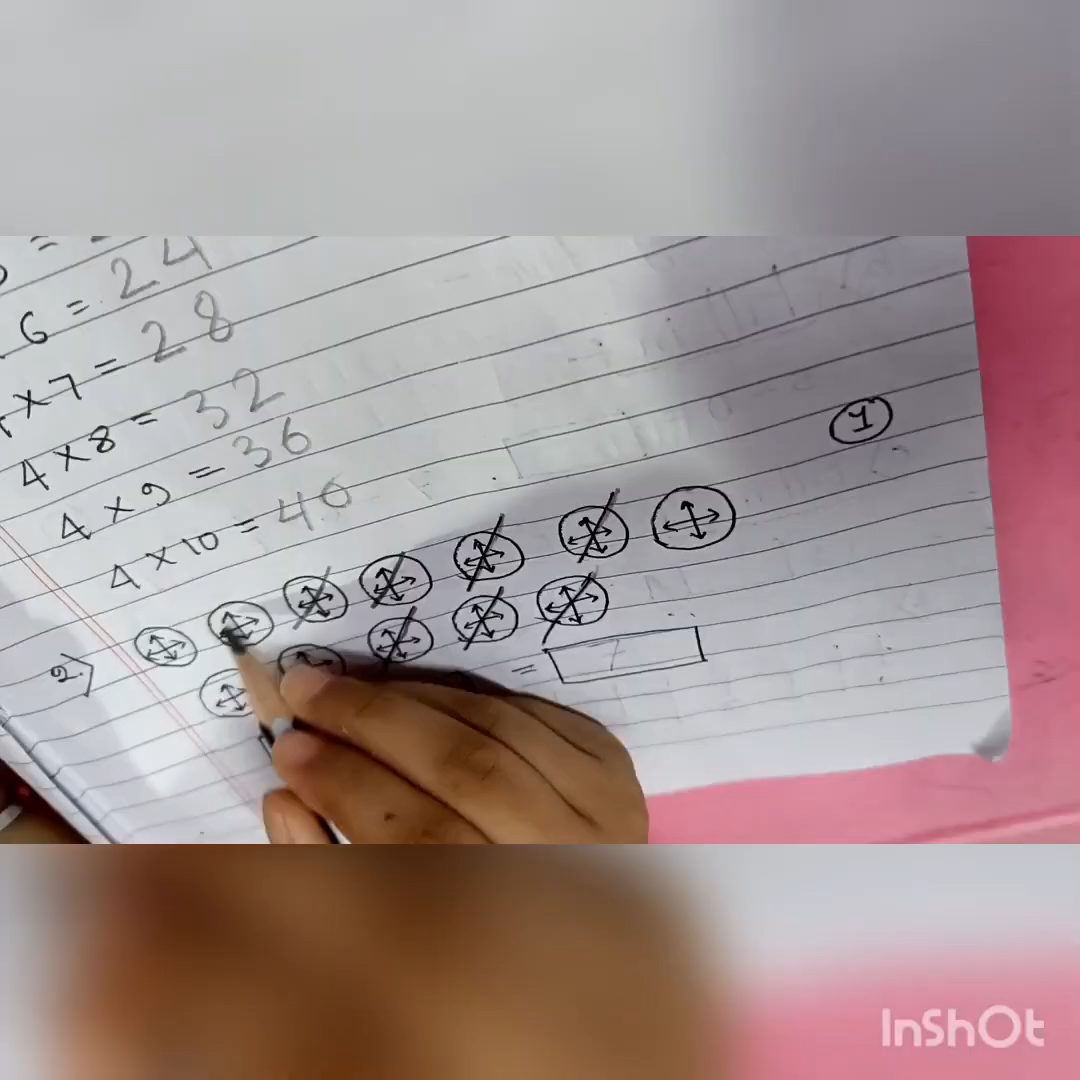 6 = 24
× 7 = 28
4 × 8 = 32
4 × 9 = 36
4 × 10 = 40
1
2.)
= 7
InShOt